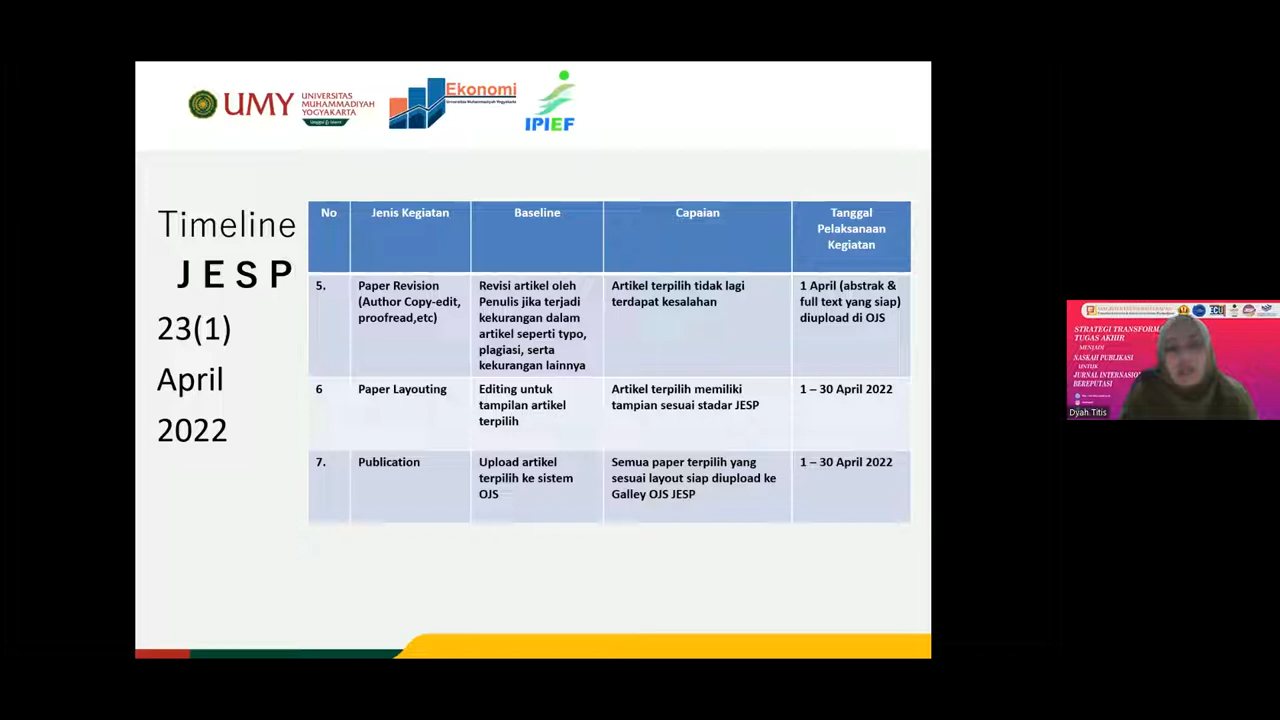 UMY
UNIVERSITAS
MUHAMMADIYAH
YOGYAKARTA
Ekonomi
Universitas Muhammadiyah Yogyakarta
IPIEF
Timeline
JESP
23(1)
April
2022
No Jenis Kegiatan Baseline Capaian Tanggal
Pelaksanaan
Kegiatan
5. Paper Revision Revisi artikel oleh Artikel terpilih tidak lagi 1 April (abstrak &
(Author Copy-edit, Penulis jika terjadi terdapat kesalahan full text yang siap)
proofread,etc) kekurangan dalam diupload di OJS
artikel seperti typo,
plagiasi, serta
kekurangan lainnya
6 Paper Layouting Editing untuk Artikel terpilih memiliki 1 – 30 April 2022
tampilan artikel tampian sesuai stadar JESP
terpilih
7. Publication Upload artikel Semua paper terpilih yang 1 – 30 April 2022
terpilih ke sistem sesuai layout siap diupload ke
OJS Galley OJS JESP
STRATEGI TRANSFORM
TUGAS AKHIR
MENJADI
NASKAH PUBLIKASI
UNTUK
JURNAL INTERNASIO
BEREPUTASI
Dyah Titis